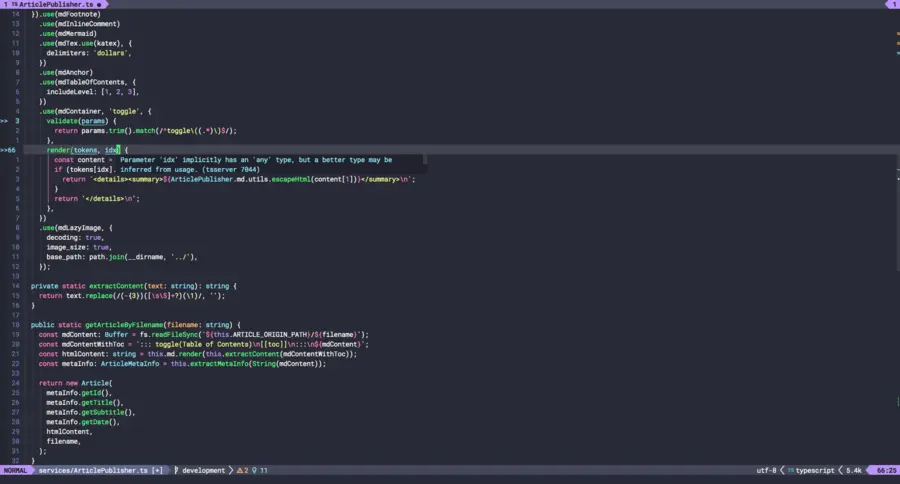 1 TS ArticlePublisher.ts ● 1
14 }).use(mdFootnote)
13 .use(mdInlineComment)
12 .use(mdMermaid)
11 .use(mdTex.use(katex), {
10 delimiters: 'dollars',
9 })
8 .use(mdAnchor)
7 .use(mdTableOfContents, {
6 includeLevel: [1, 2, 3],
5 })
4 .use(mdContainer, 'toggle', {
>> 3 validate(params) {
2 return params.trim().match(/^toggle\((.*)\)$/);
1 },
>>66 render(tokens, idx) {
1 const content = Parameter 'idx' implicitly has an 'any' type, but a better type may be
2 if (tokens[idx]. inferred from usage. (tsserver 7044)
3 return `<details><summary>${ArticlePublisher.md.utils.escapeHtml(content[1])}</summary>\n`;
4 }
5 return '</details>\n';
6 },
7 })
8 .use(mdLazyImage, {
9 decoding: true,
10 image_size: true,
11 base_path: path.join(__dirname, '../'),
12 });
13
14 private static extractContent(text: string): string {
15 return text.replace(/(-{3})([\s\S]+?)(\1)/, '');
16 }
17
18 public static getArticleByFilename(filename: string) {
19 const mdContent: Buffer = fs.readFileSync(`${this.ARTICLE_ORIGIN_PATH}/${filename}`);
20 const mdContentWithToc = `::: toggle(Table of Contents)\n[[toc]]\n:::\n${mdContent}`;
21 const htmlContent: string = this.md.render(this.extractContent(mdContentWithToc));
22 const metaInfo: ArticleMetaInfo = this.extractMetaInfo(String(mdContent));
23
24 return new Article(
25 metaInfo.getId(),
26 metaInfo.getTitle(),
27 metaInfo.getSubtitle(),
28 metaInfo.getDate(),
29 htmlContent,
30 filename,
31 );
32 }
NORMAL services/ArticlePublisher.ts [+] development 2 11 utf-8 TS typescript 5.4k 66:25